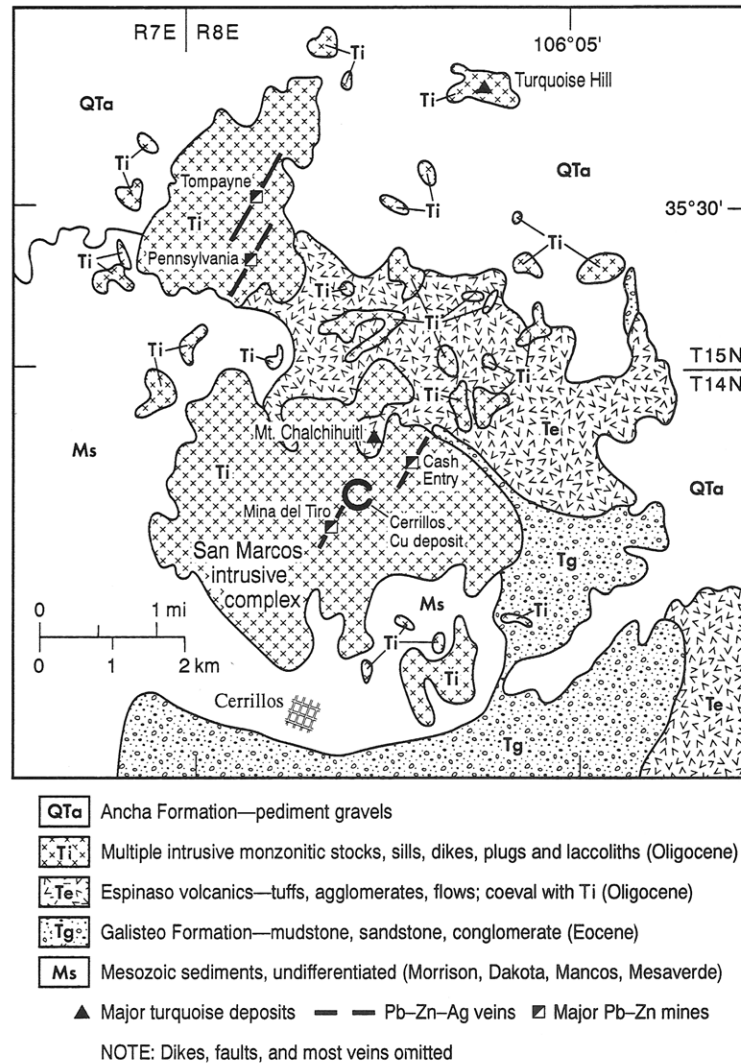 R7E R8E
106°05'
Ti
Turquoise Hill
Ti
QTa
Ti
Tompayne
QTa
Ti
Ti
35°30'
Ti
Pennsylvania
Ti
Ti
Ti
Ti
Ti
Ti
T15N
T14N
Ti
Ti
Mt. Chalchihuitl
Te
Ms
Ti
Cash
Entry
QTa
Mina del Tiro
Cerrillos
Cu deposit
San Marcos
intrusive
complex
Tg
0 1 mi
0 1 2 km
Ms
Ti
Ti
Ti
Cerrillos
Te
Tg
QTa Ancha Formation—pediment gravels
Ti Multiple intrusive monzonitic stocks, sills, dikes, plugs and laccoliths (Oligocene)
Te Espinaso volcanics—tuffs, agglomerates, flows; coeval with Ti (Oligocene)
Tg Galisteo Formation—mudstone, sandstone, conglomerate (Eocene)
Ms Mesozoic sediments, undifferentiated (Morrison, Dakota, Mancos, Mesaverde)
Major turquoise deposits Pb–Zn–Ag veins Major Pb–Zn mines
NOTE: Dikes, faults, and most veins omitted